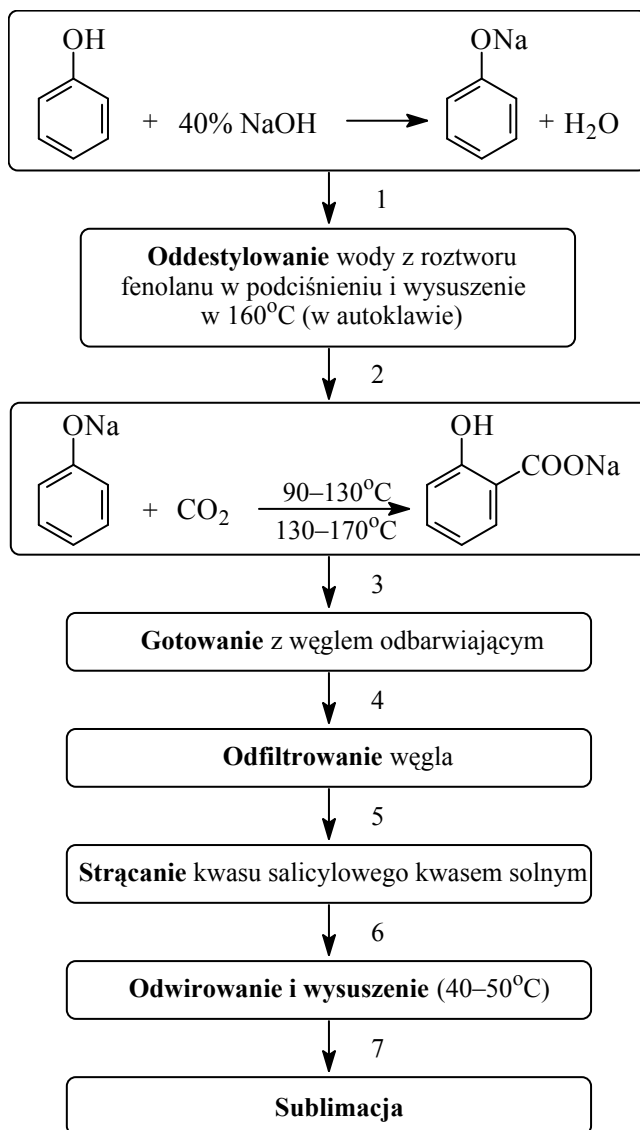 OH
ONa
+ 40% NaOH
+ H₂O
1
Oddestylowanie wody z roztworu
fenolanu w podciśnieniu i wysuszenie
w 160°C (w autoklawie)
2
ONa
OH
COONa
+ CO₂
90–130°C
130–170°C
3
Gotowanie z węglem odbarwiającym
4
Odfiltrowanie węgla
5
Strącanie kwasu salicylowego kwasem solnym
6
Odwirowanie i wysuszenie (40–50°C)
7
Sublimacja